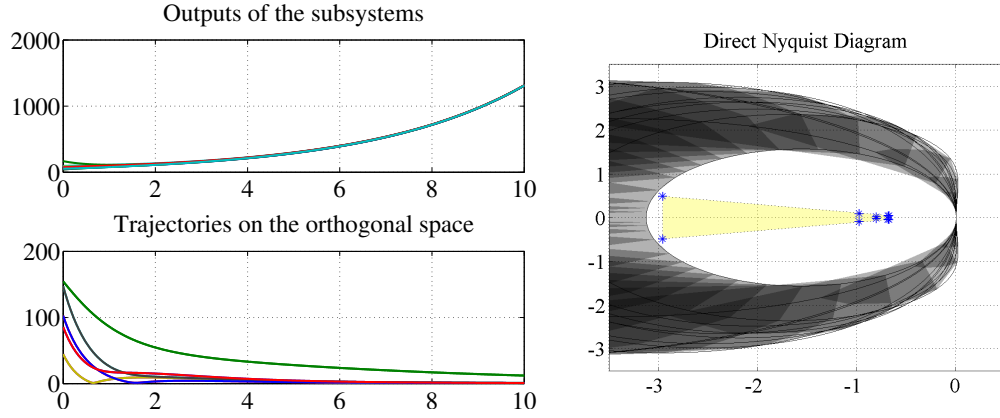 Outputs of the subsystems
2000
1000
0
0 2 4 6 8 10
Trajectories on the orthogonal space
200
100
0
0 2 4 6 8 10
Direct Nyquist Diagram
3
2
1
0
-1
-2
-3
-3 -2 -1 0